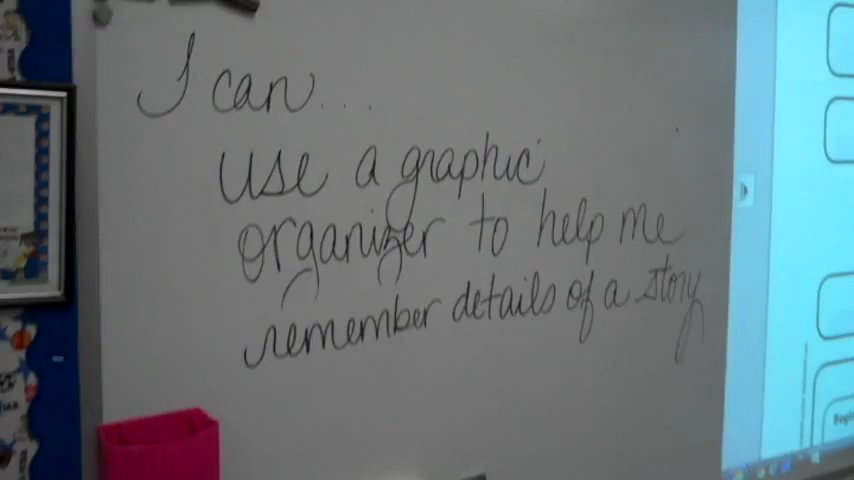 I can...
use a graphic
organizer to help me
remember details of a story